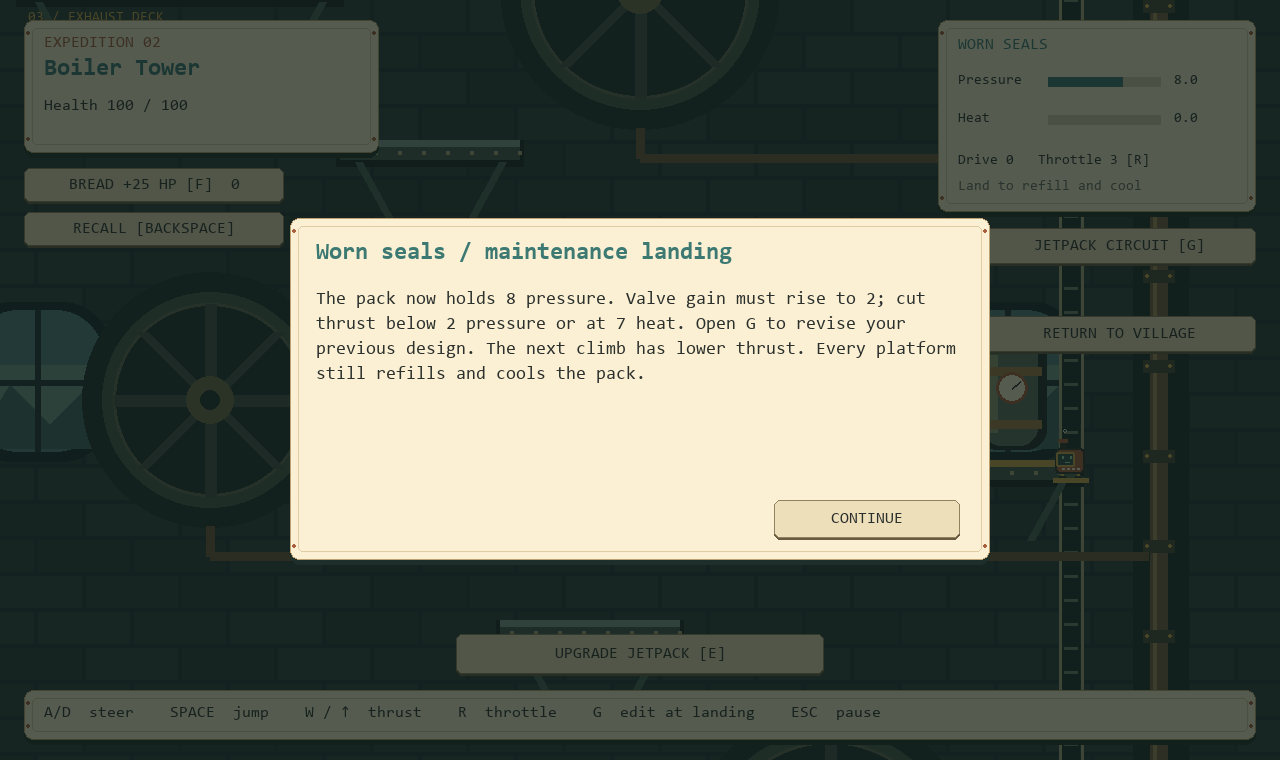 03 / EXHAUST DECK
EXPEDITION 02
Boiler Tower
Health 100 / 100
BREAD +25 HP [F]  0
RECALL [BACKSPACE]
WORN SEALS
Pressure 8.0
Heat 0.0
Drive 0   Throttle 3 [R]
Land to refill and cool
JETPACK CIRCUIT [G]
RETURN TO VILLAGE
Worn seals / maintenance landing
The pack now holds 8 pressure. Valve gain must rise to 2; cut
thrust below 2 pressure or at 7 heat. Open G to revise your
previous design. The next climb has lower thrust. Every platform
still refills and cools the pack.
CONTINUE
UPGRADE JETPACK [E]
A/D  steer    SPACE  jump    W / ↑  thrust    R  throttle    G  edit at landing    ESC  pause